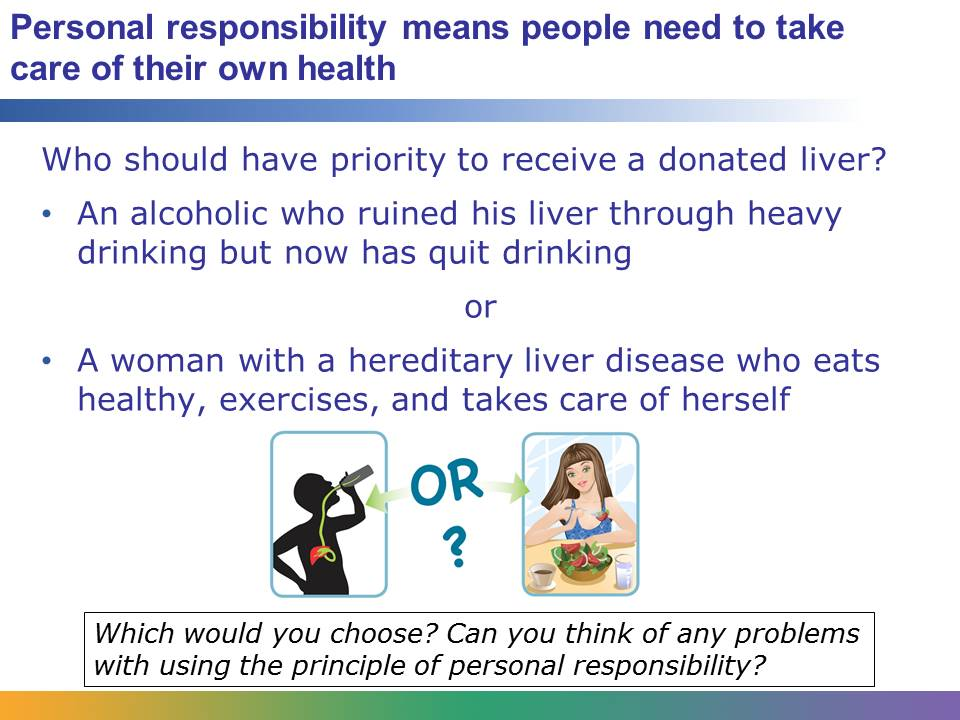 Personal responsibility means people need to take
care of their own health
Who should have priority to receive a donated liver?
• An alcoholic who ruined his liver through heavy
drinking but now has quit drinking
or
• A woman with a hereditary liver disease who eats
healthy, exercises, and takes care of herself
OR
?
Which would you choose? Can you think of any problems
with using the principle of personal responsibility?